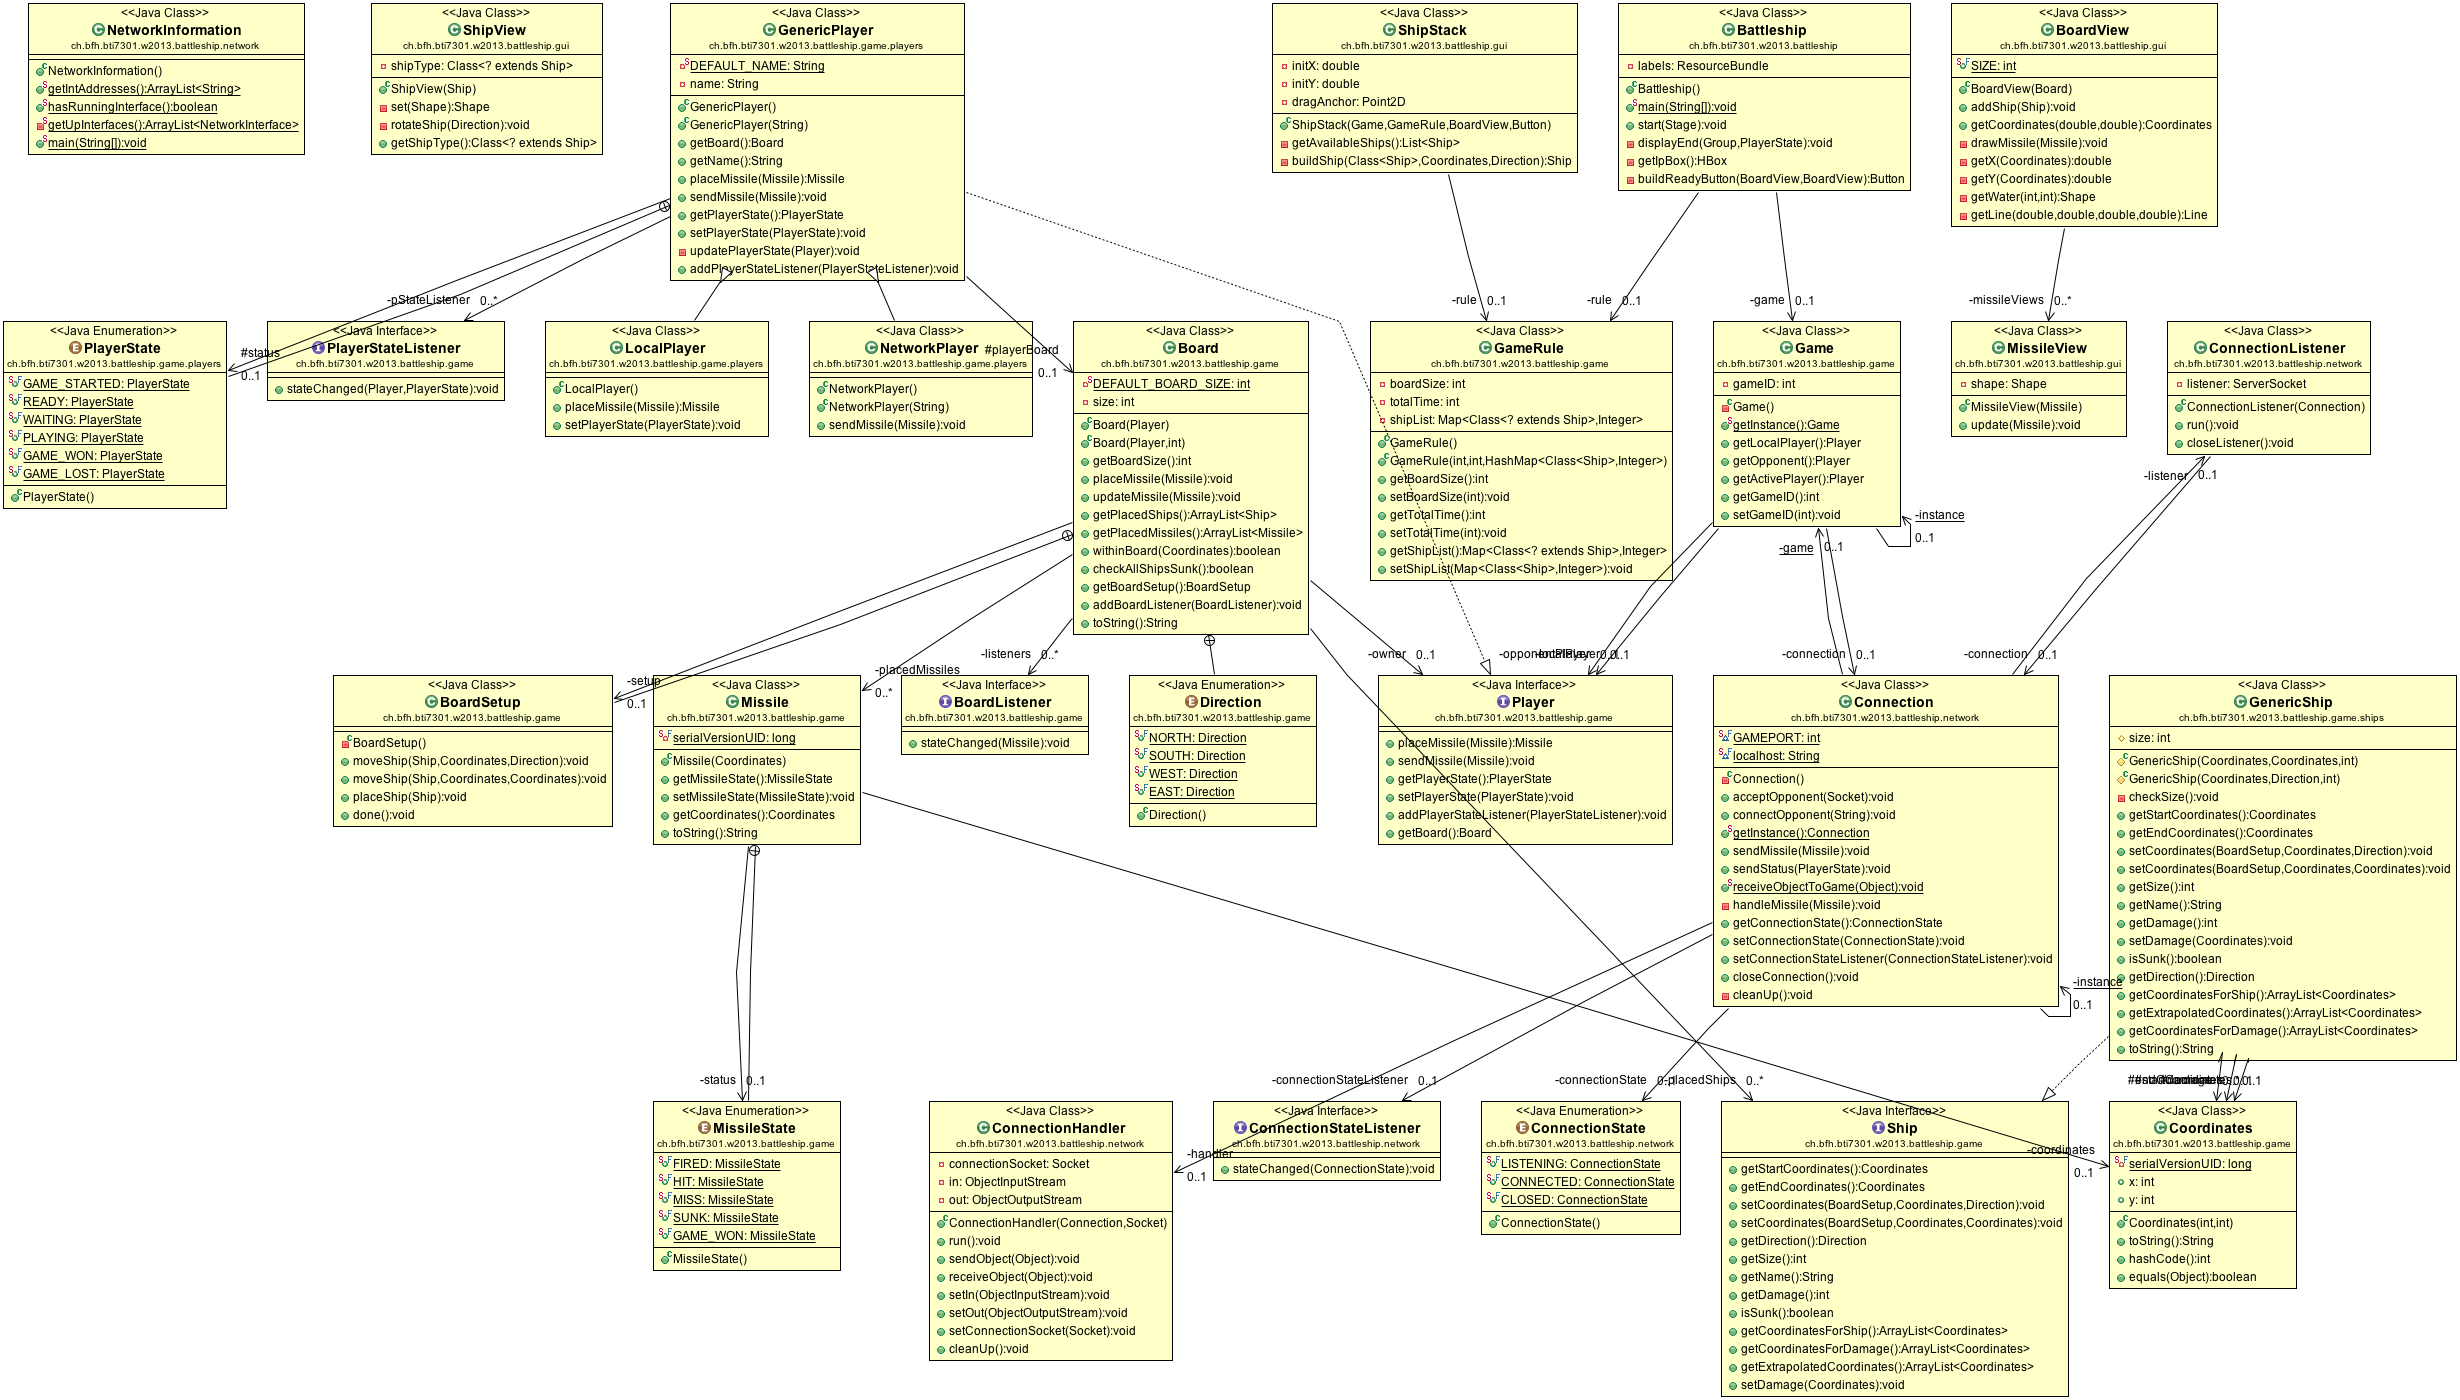 <<Java Class>>
NetworkInformation
ch.bfh.bti7301.w2013.battleship.network
NetworkInformation()
getIntAddresses():ArrayList<String>
hasRunningInterface():boolean
getUpInterfaces():ArrayList<NetworkInterface>
main(String[]):void
<<Java Class>>
ShipView
ch.bfh.bti7301.w2013.battleship.gui
shipType: Class<? extends Ship>
ShipView(Ship)
set(Shape):Shape
rotateShip(Direction):void
getShipType():Class<? extends Ship>
<<Java Class>>
GenericPlayer
ch.bfh.bti7301.w2013.battleship.game.players
DEFAULT_NAME: String
name: String
GenericPlayer()
GenericPlayer(String)
getBoard():Board
getName():String
placeMissile(Missile):Missile
sendMissile(Missile):void
getPlayerState():PlayerState
setPlayerState(PlayerState):void
updatePlayerState(Player):void
addPlayerStateListener(PlayerStateListener):void
<<Java Class>>
ShipStack
ch.bfh.bti7301.w2013.battleship.gui
initX: double
initY: double
dragAnchor: Point2D
ShipStack(Game,GameRule,BoardView,Button)
getAvailableShips():List<Ship>
buildShip(Class<Ship>,Coordinates,Direction):Ship
<<Java Class>>
Battleship
ch.bfh.bti7301.w2013.battleship
labels: ResourceBundle
Battleship()
main(String[]):void
start(Stage):void
displayEnd(Group,PlayerState):void
getIpBox():HBox
buildReadyButton(BoardView,BoardView):Button
<<Java Class>>
BoardView
ch.bfh.bti7301.w2013.battleship.gui
SIZE: int
BoardView(Board)
addShip(Ship):void
getCoordinates(double,double):Coordinates
drawMissile(Missile):void
getX(Coordinates):double
getY(Coordinates):double
getWater(int,int):Shape
getLine(double,double,double,double):Line
-pStateListener 0..*
-rule 0..1
-rule 0..1
-game 0..1
-missileViews 0..*
<<Java Enumeration>>
PlayerState
ch.bfh.bti7301.w2013.battleship.game.players
GAME_STARTED: PlayerState
READY: PlayerState
WAITING: PlayerState
PLAYING: PlayerState
GAME_WON: PlayerState
GAME_LOST: PlayerState
PlayerState()
#status
0..1
<<Java Interface>>
PlayerStateListener
ch.bfh.bti7301.w2013.battleship.game.players
stateChanged(Player,PlayerState):void
<<Java Class>>
LocalPlayer
ch.bfh.bti7301.w2013.battleship.game.players
LocalPlayer()
placeMissile(Missile):Missile
setPlayerState(PlayerState):void
<<Java Class>>
NetworkPlayer
ch.bfh.bti7301.w2013.battleship.game.players
NetworkPlayer()
NetworkPlayer(String)
sendMissile(Missile):void
#playerBoard
0..1
<<Java Class>>
Board
ch.bfh.bti7301.w2013.battleship.game
DEFAULT_BOARD_SIZE: int
size: int
Board(Player)
Board(Player,int)
getBoardSize():int
placeMissile(Missile):void
updateMissile(Missile):void
getPlacedShips():ArrayList<Ship>
getPlacedMissiles():ArrayList<Missile>
withinBoard(Coordinates):boolean
checkAllShipsSunk():boolean
getBoardSetup():BoardSetup
addBoardListener(BoardListener):void
toString():String
<<Java Class>>
GameRule
ch.bfh.bti7301.w2013.battleship.game
boardSize: int
totalTime: int
shipList: Map<Class<? extends Ship>,Integer>
GameRule()
GameRule(int,int,HashMap<Class<Ship>,Integer>)
getBoardSize():int
setBoardSize(int):void
getTotalTime():int
setTotalTime(int):void
getShipList():Map<Class<? extends Ship>,Integer>
setShipList(Map<Class<Ship>,Integer>):void
<<Java Class>>
Game
ch.bfh.bti7301.w2013.battleship.game
gameID: int
Game()
getInstance():Game
getLocalPlayer():Player
getOpponent():Player
getActivePlayer():Player
getGameID():int
setGameID(int):void
-instance
0..1
<<Java Class>>
MissileView
ch.bfh.bti7301.w2013.battleship.gui
shape: Shape
MissileView(Missile)
update(Missile):void
<<Java Class>>
ConnectionListener
ch.bfh.bti7301.w2013.battleship.network
listener: ServerSocket
ConnectionListener(Connection)
run():void
closeListener():void
-listener 0..1
-game 0..1
-setup
0..1
-placedMissiles
0..*
-listeners 0..*
-owner 0..1
-opponentPlayer
-connection 0..1
-connection 0..1
<<Java Class>>
BoardSetup
ch.bfh.bti7301.w2013.battleship.game
BoardSetup()
moveShip(Ship,Coordinates,Direction):void
moveShip(Ship,Coordinates,Coordinates):void
placeShip(Ship):void
done():void
<<Java Class>>
Missile
ch.bfh.bti7301.w2013.battleship.game
serialVersionUID: long
Missile(Coordinates)
getMissileState():MissileState
setMissileState(MissileState):void
getCoordinates():Coordinates
toString():String
<<Java Interface>>
BoardListener
ch.bfh.bti7301.w2013.battleship.game
stateChanged(Missile):void
<<Java Enumeration>>
Direction
ch.bfh.bti7301.w2013.battleship.game
NORTH: Direction
SOUTH: Direction
WEST: Direction
EAST: Direction
Direction()
<<Java Interface>>
Player
ch.bfh.bti7301.w2013.battleship.game
placeMissile(Missile):Missile
sendMissile(Missile):void
getPlayerState():PlayerState
setPlayerState(PlayerState):void
addPlayerStateListener(PlayerStateListener):void
getBoard():Board
<<Java Class>>
Connection
ch.bfh.bti7301.w2013.battleship.network
GAMEPORT: int
localhost: String
Connection()
acceptOpponent(Socket):void
connectOpponent(String):void
getInstance():Connection
sendMissile(Missile):void
sendStatus(PlayerState):void
receiveObjectToGame(Object):void
handleMissile(Missile):void
getConnectionState():ConnectionState
setConnectionState(ConnectionState):void
setConnectionStateListener(ConnectionStateListener):void
closeConnection():void
cleanUp():void
-instance
0..1
<<Java Class>>
GenericShip
ch.bfh.bti7301.w2013.battleship.game.ships
size: int
GenericShip(Coordinates,Coordinates,int)
GenericShip(Coordinates,Direction,int)
checkSize():void
getStartCoordinates():Coordinates
getEndCoordinates():Coordinates
setCoordinates(BoardSetup,Coordinates,Direction):void
setCoordinates(BoardSetup,Coordinates,Coordinates):void
getSize():int
getName():String
getDamage():int
setDamage(Coordinates):void
isSunk():boolean
getDirection():Direction
getCoordinatesForShip():ArrayList<Coordinates>
getExtrapolatedCoordinates():ArrayList<Coordinates>
getCoordinatesForDamage():ArrayList<Coordinates>
toString():String
-status 0..1
-connectionStateListener 0..1
-connectionState
-placedShips 0..*
<<Java Enumeration>>
MissileState
ch.bfh.bti7301.w2013.battleship.game
FIRED: MissileState
HIT: MissileState
MISS: MissileState
SUNK: MissileState
GAME_WON: MissileState
MissileState()
<<Java Class>>
ConnectionHandler
ch.bfh.bti7301.w2013.battleship.network
connectionSocket: Socket
in: ObjectInputStream
out: ObjectOutputStream
ConnectionHandler(Connection,Socket)
run():void
sendObject(Object):void
receiveObject(Object):void
setIn(ObjectInputStream):void
setOut(ObjectOutputStream):void
setConnectionSocket(Socket):void
cleanUp():void
-handler
0..1
<<Java Interface>>
ConnectionStateListener
ch.bfh.bti7301.w2013.battleship.network
stateChanged(ConnectionState):void
<<Java Enumeration>>
ConnectionState
ch.bfh.bti7301.w2013.battleship.network
LISTENING: ConnectionState
CONNECTED: ConnectionState
CLOSED: ConnectionState
ConnectionState()
<<Java Interface>>
Ship
ch.bfh.bti7301.w2013.battleship.game
getStartCoordinates():Coordinates
getEndCoordinates():Coordinates
setCoordinates(BoardSetup,Coordinates,Direction):void
setCoordinates(BoardSetup,Coordinates,Coordinates):void
getDirection():Direction
getSize():int
getName():String
getDamage():int
isSunk():boolean
getCoordinatesForShip():ArrayList<Coordinates>
getCoordinatesForDamage():ArrayList<Coordinates>
getExtrapolatedCoordinates():ArrayList<Coordinates>
setDamage(Coordinates):void
-coordinates
0..1
<<Java Class>>
Coordinates
ch.bfh.bti7301.w2013.battleship.game
serialVersionUID: long
x: int
y: int
Coordinates(int,int)
toString():String
hashCode():int
equals(Object):boolean